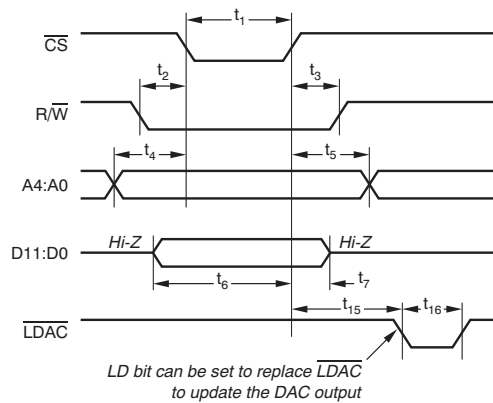 t1
CS
t2
t3
R/W
t4
t5
A4:A0
Hi-Z
Hi-Z
D11:D0
t6
t7
t15
t16
LDAC
LD bit can be set to replace LDAC
to update the DAC output